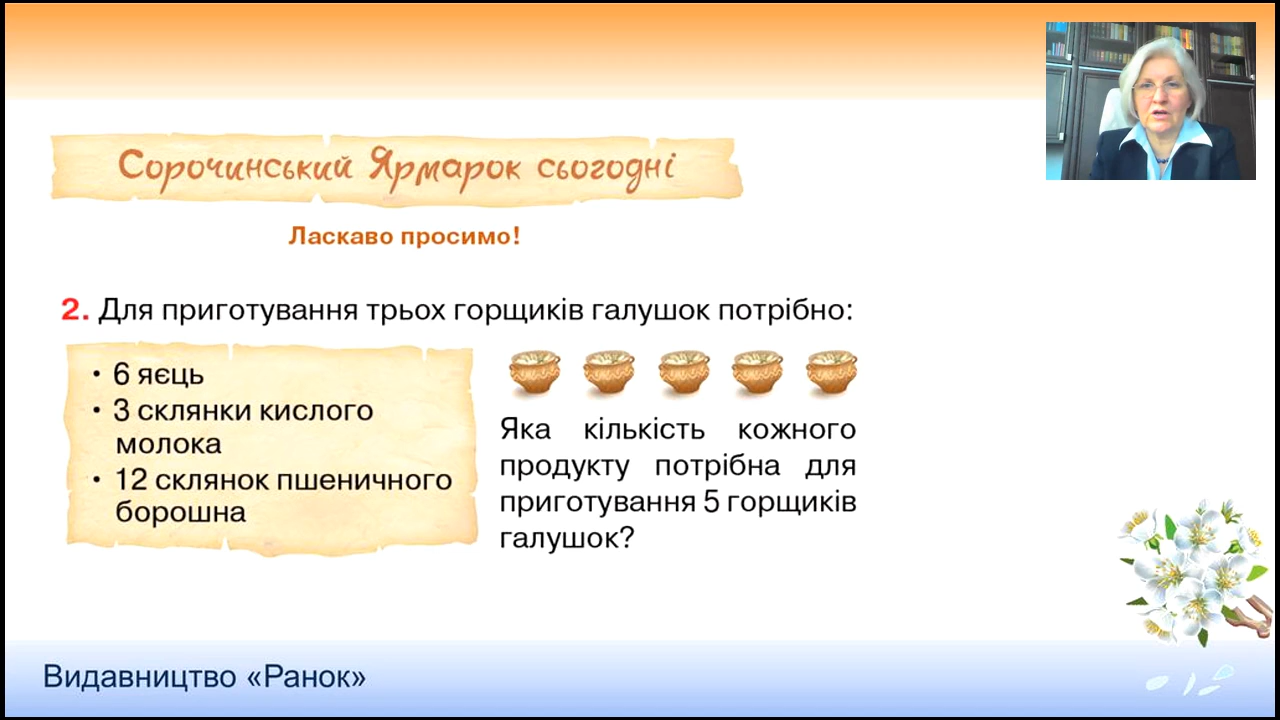 Сорочинський Ярмарок сьогодні
Ласкаво просимо!
2. Для приготування трьох горщиків галушок потрібно:
• 6 яєць
• 3 склянки кислого
молока
• 12 склянок пшеничного
борошна
Яка кількість кожного
продукту потрібна для
приготування 5 горщиків
галушок?
Видавництво «Ранок»